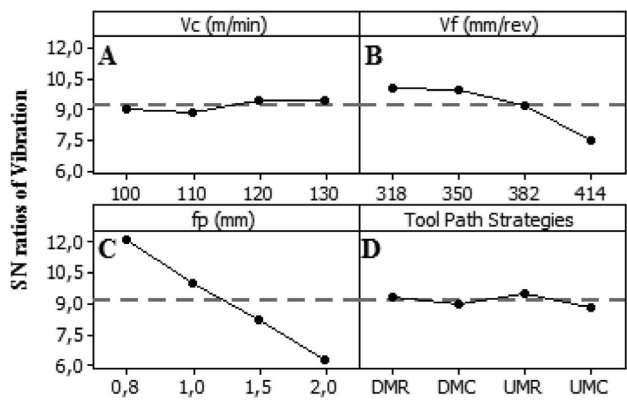 Vc (m/min) Vf (mm/rev)
SN ratios of Vibration
12,0
10,5
9,0
7,5
6,0
A B
100 110 120 130 318 350 382 414
fp (mm) Tool Path Strategies
12,0
10,5
9,0
7,5
6,0
C D
0,8 1,0 1,5 2,0 DMR DMC UMR UMC